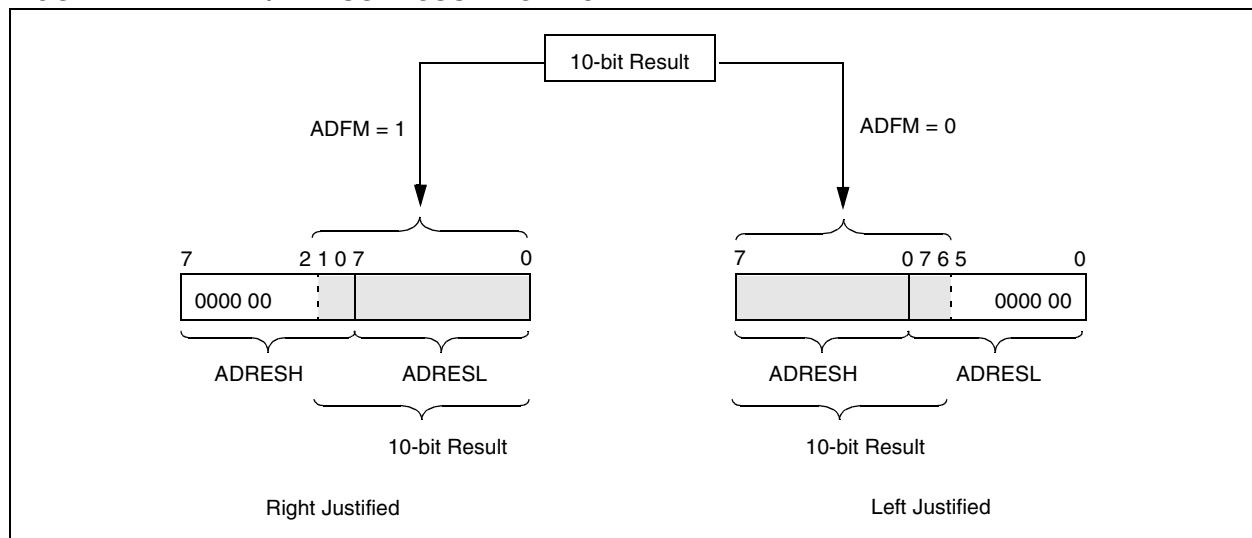 10-bit Result
ADFM = 1
ADFM = 0
7 2 1 0 7 0
7 0 7 6 5 0
0000 00
0000 00
ADRESH ADRESL
ADRESH ADRESL
10-bit Result
10-bit Result
Right Justified
Left Justified